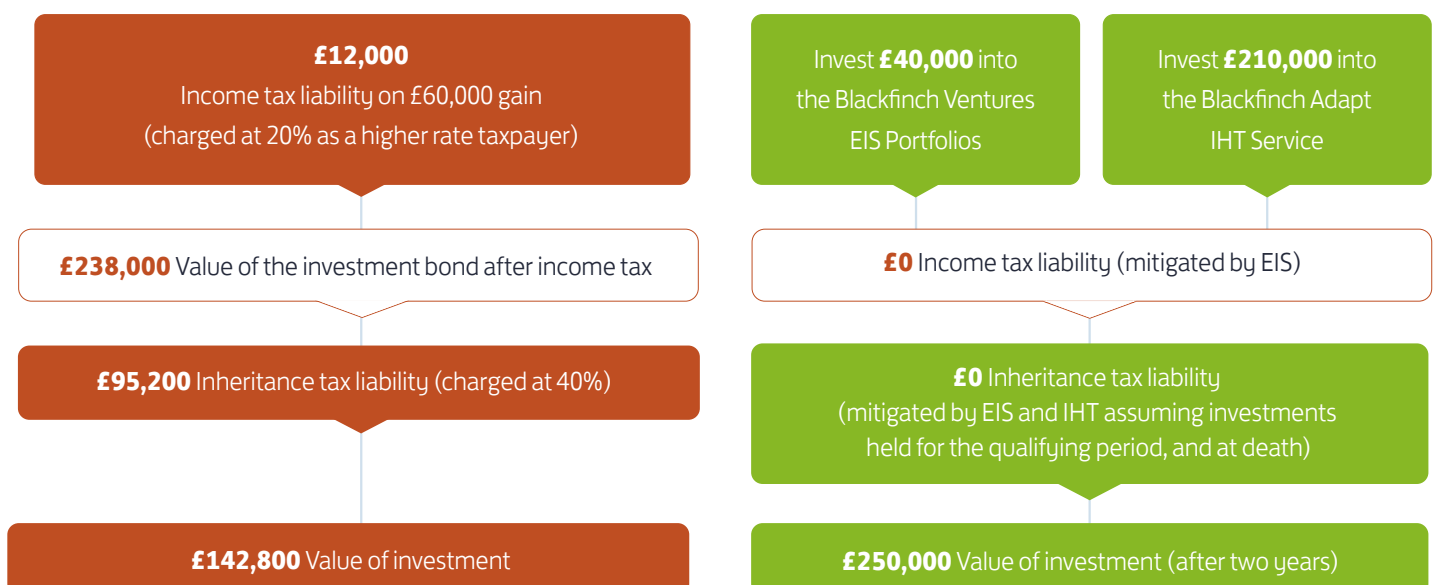 £12,000
Income tax liability on £60,000 gain
(charged at 20% as a higher rate taxpayer)
£238,000 Value of the investment bond after income tax
£95,200 Inheritance tax liability (charged at 40%)
£142,800 Value of investment
Invest £40,000 into
the Blackfinch Ventures
EIS Portfolios
Invest £210,000 into
the Blackfinch Adapt
IHT Service
£0 Income tax liability (mitigated by EIS)
£0 Inheritance tax liability
(mitigated by EIS and IHT assuming investments
held for the qualifying period, and at death)
£250,000 Value of investment (after two years)